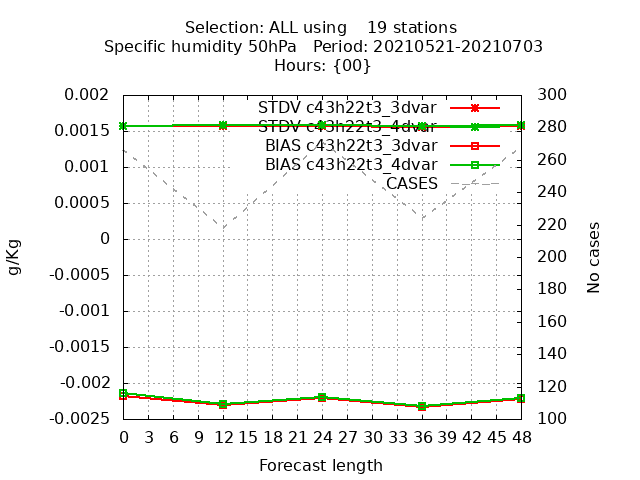 Selection: ALL using    19 stations
Specific humidity 50hPa   Period: 20210521-20210703
Hours: {00}
STDV c43h22t3_3dvar
STDV c43h22t3_4dvar
BIAS c43h22t3_3dvar
BIAS c43h22t3_4dvar
CASES
0.002
0.0015
0.001
0.0005
0
-0.0005
-0.001
-0.0015
-0.002
-0.0025
g/Kg
300
280
260
240
220
200
180
160
140
120
100
No cases
0 3 6 9 12 15 18 21 24 27 30 33 36 39 42 45 48
Forecast length